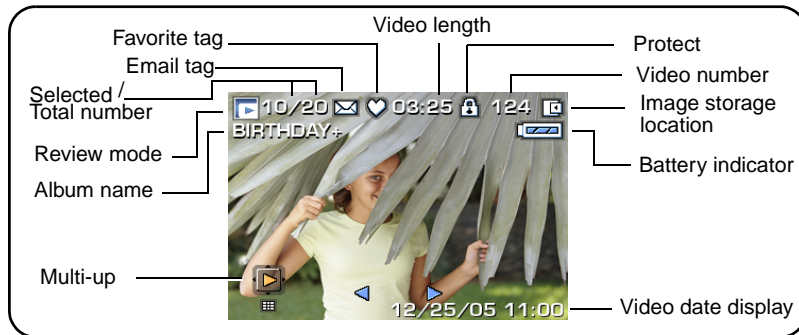 Video length
Favorite tag
Protect
Email tag
Video number
Selected /
Total number
Image storage
location
10/20 03:25 124
BIRTHDAY+
Review mode
Battery indicator
Album name
Multi-up
12/25/05 11:00
Video date display